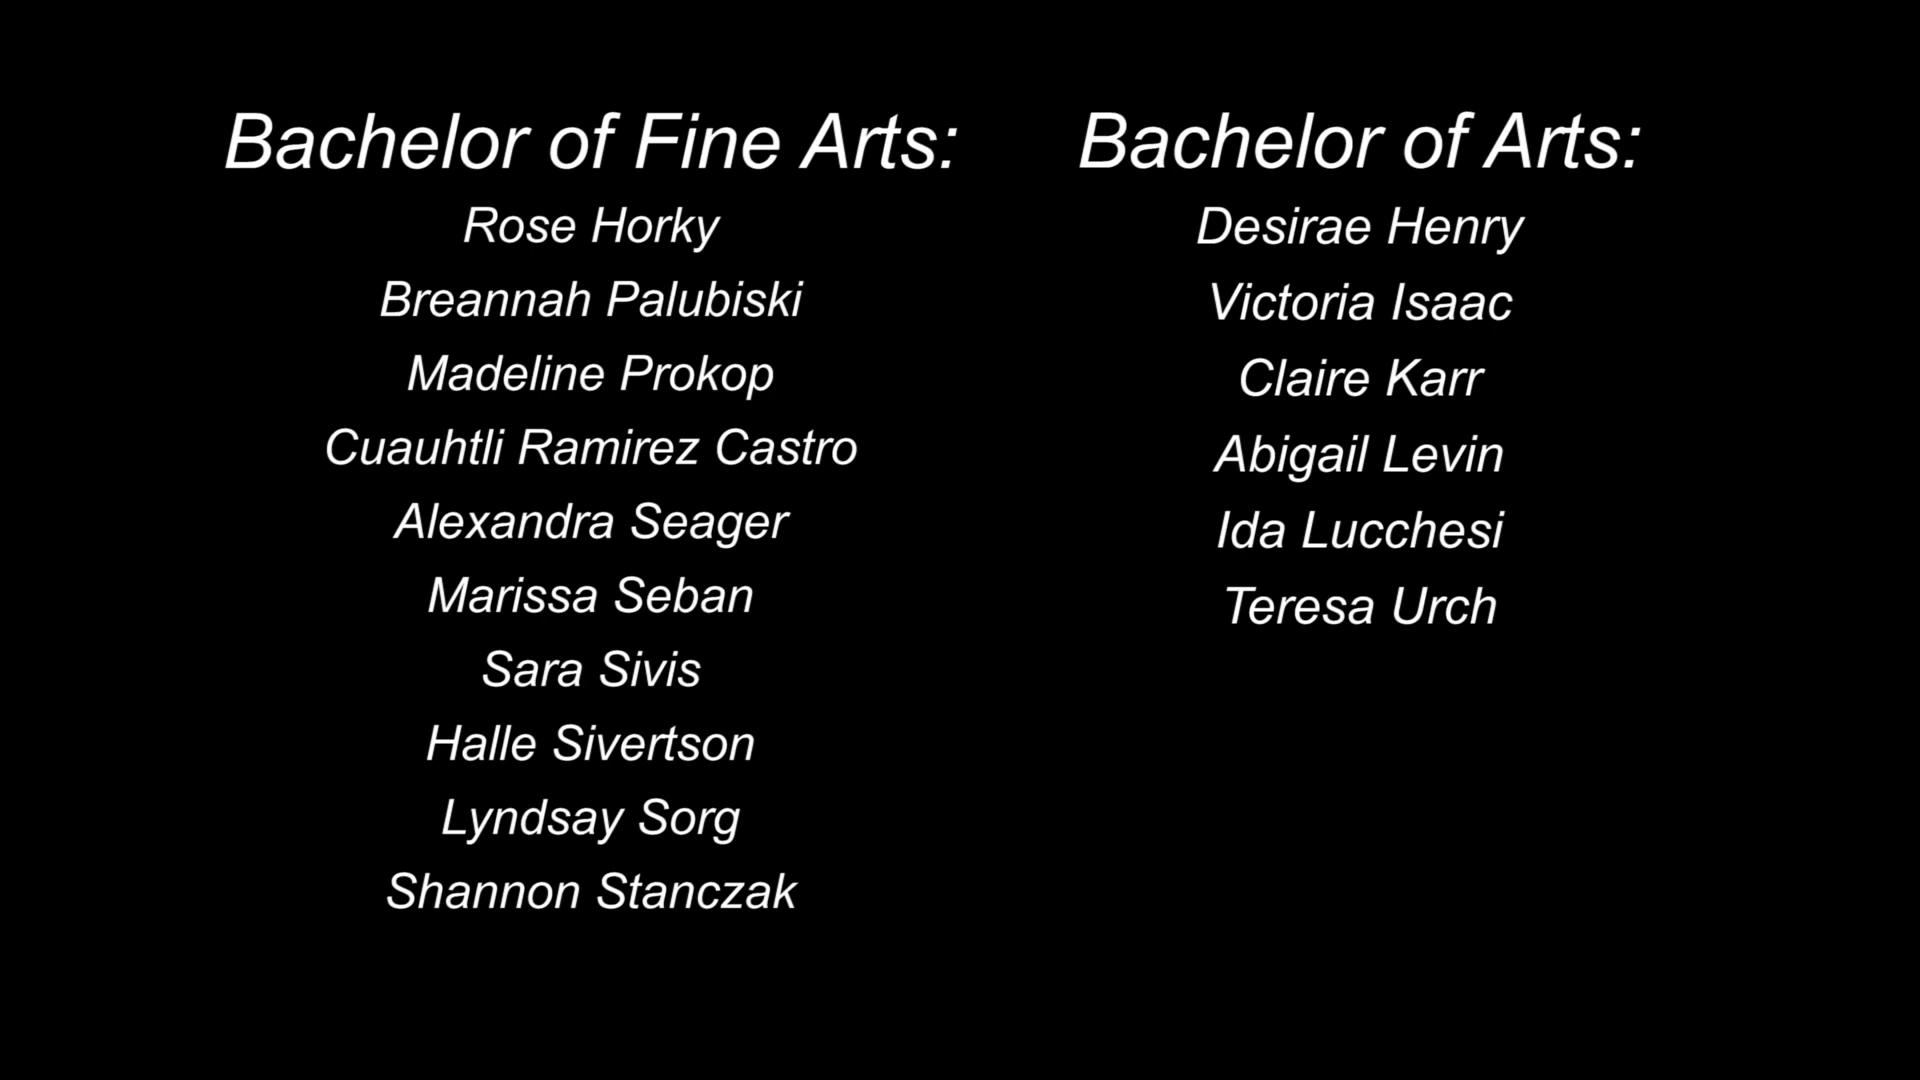 Bachelor of Fine Arts:
Rose Horky
Breannah Palubiski
Madeline Prokop
Cuauhtli Ramirez Castro
Alexandra Seager
Marissa Seban
Sara Sivis
Halle Sivertson
Lyndsay Sorg
Shannon Stanczak
Bachelor of Arts:
Desirae Henry
Victoria Isaac
Claire Karr
Abigail Levin
Ida Lucchesi
Teresa Urch